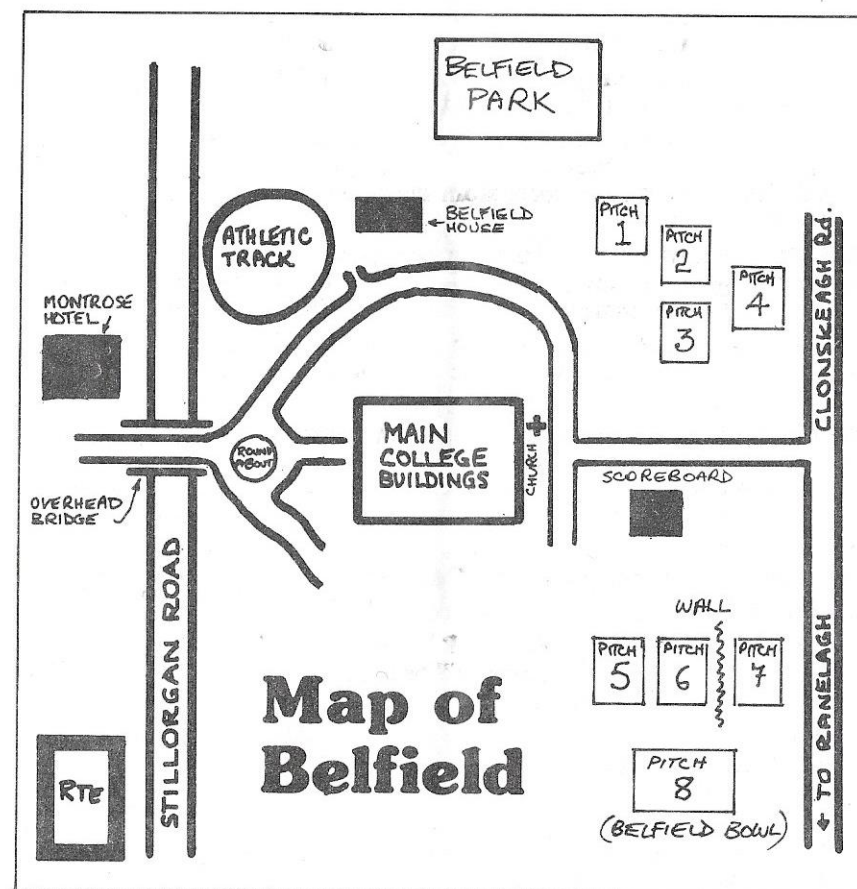 BELFIELD
PARK
BELFIELD
HOUSE
ATHLETIC
TRACK
PITCH
1
PITCH
2
PITCH
3
PITCH
4
CLONSKEAGH Rd.
MONTROSE
HOTEL
ROUND
ABOUT
MAIN
COLLEGE
BUILDINGS
CHURCH
SCOREBOARD
OVERHEAD
BRIDGE
STILLORGAN ROAD
WALL
PITCH
5
PITCH
6
PITCH
7
PITCH
8
(BELFIELD BOWL)
← TO RANELAGH
RTE
Map of
Belfield